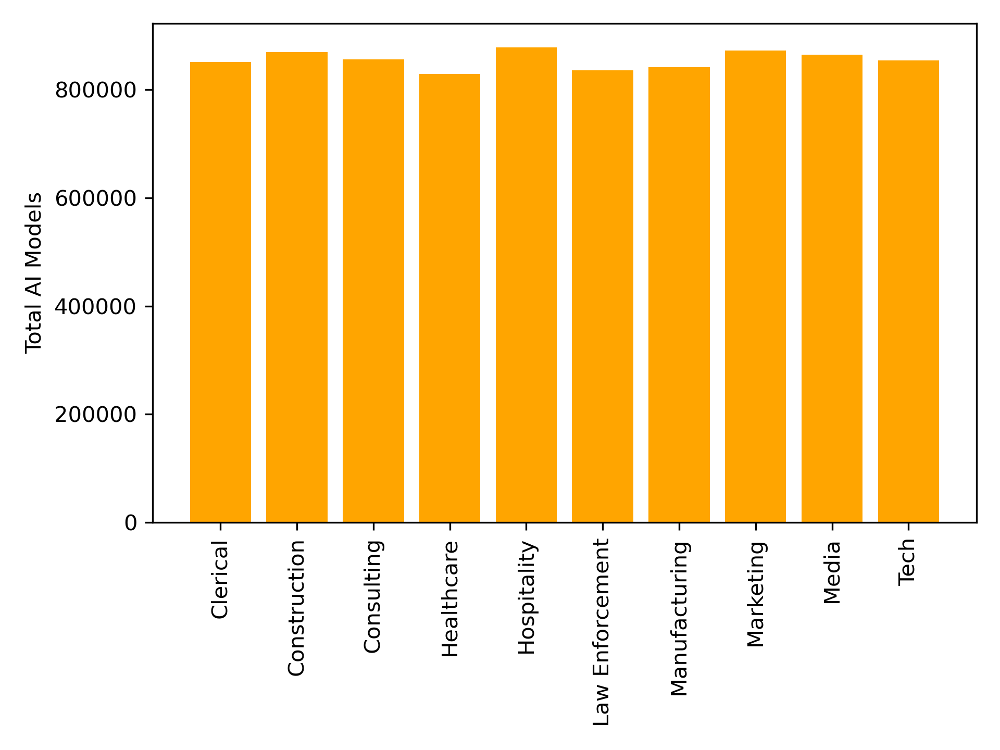 Total AI Models
800000
600000
400000
200000
0
Clerical
Construction
Consulting
Healthcare
Hospitality
Law Enforcement
Manufacturing
Marketing
Media
Tech